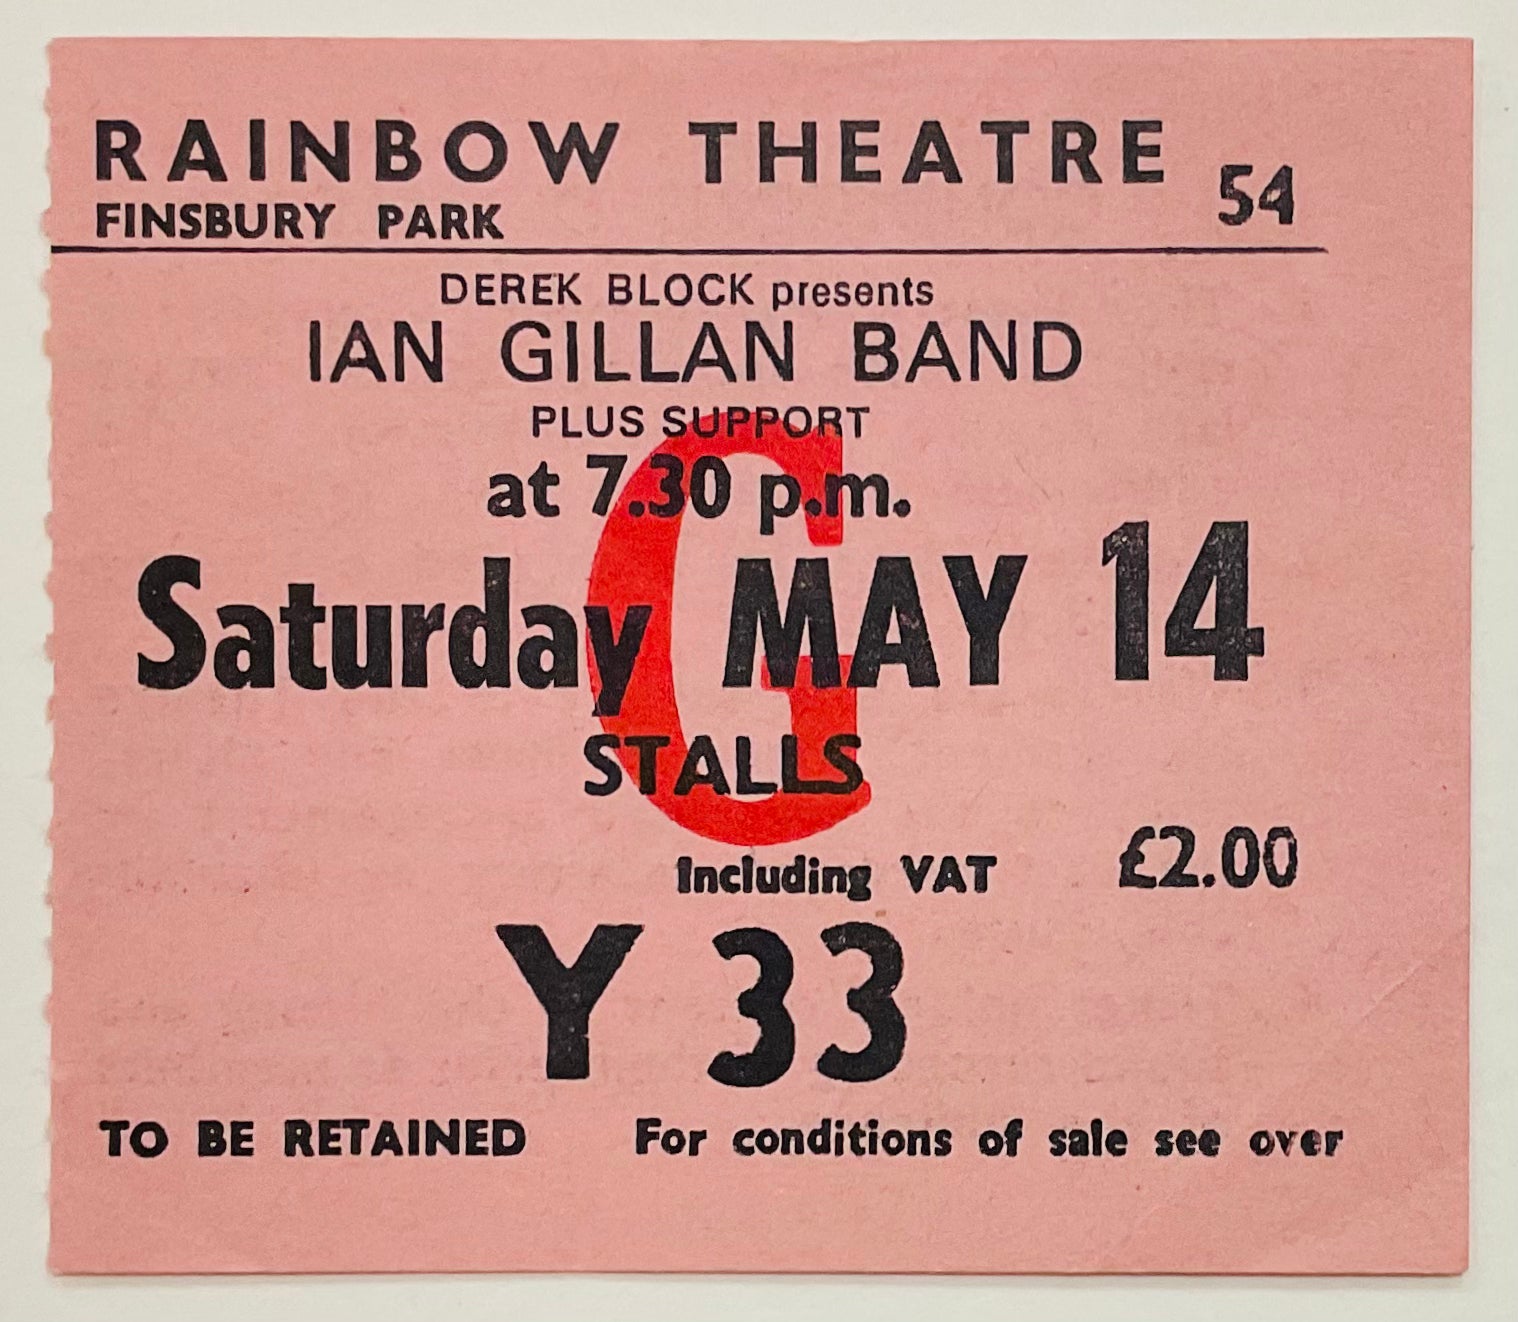 RAINBOW THEATRE 54
FINSBURY PARK
DEREK BLOCK presents
IAN GILLAN BAND
PLUS SUPPORT
at 7.30 p.m.
G
Saturday MAY 14
STALLS
Including VAT £2.00
Y 33
TO BE RETAINED For conditions of sale see over